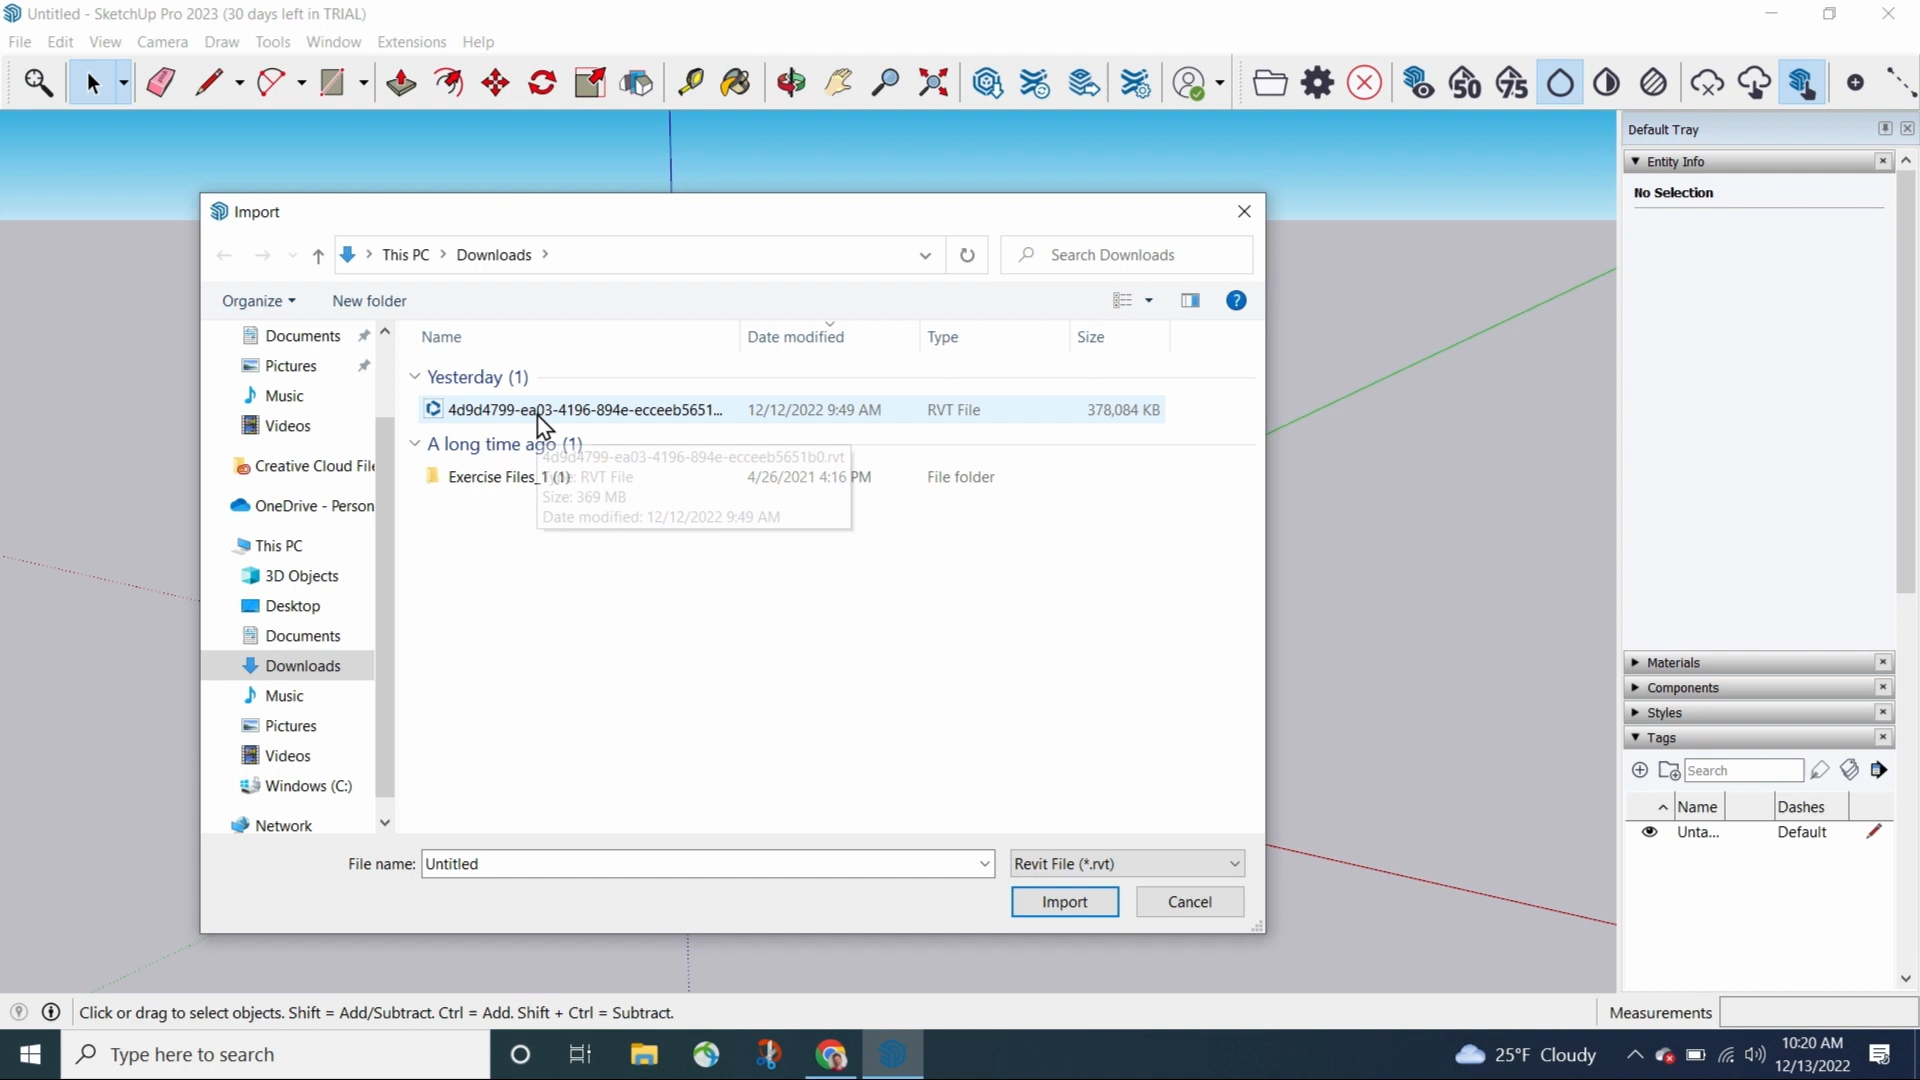 Untitled - SketchUp Pro 2023 (30 days left in TRIAL)
File Edit View Camera Draw Tools Window Extensions Help
50 75
Default Tray
Entity Info
No Selection
Import
This PC Downloads
Search Downloads
Organize New folder
Documents
Pictures
Music
Videos
Creative Cloud File
OneDrive - Person
This PC
3D Objects
Desktop
Documents
Downloads
Music
Pictures
Videos
Windows (C:)
Network
Name Date modified Type Size
Yesterday (1)
4d9d4799-ea03-4196-894e-ecceeb5651... 12/12/2022 9:49 AM RVT File 378,084 KB
A long time ago (1)
4d9d4799-ea03-4196-894e-ecceeb5651b0.rvt
Exercise Files_1 (1) 4/26/2021 4:16 PM File folder
Type: RVT File
Size: 369 MB
Date modified: 12/12/2022 9:49 AM
File name: Untitled Revit File (*.rvt)
Import Cancel
Materials
Components
Styles
Tags
Search
Name Dashes
Unta... Default
Click or drag to select objects. Shift = Add/Subtract. Ctrl = Add. Shift + Ctrl = Subtract.
Measurements
Type here to search
25°F Cloudy
10:20 AM
12/13/2022